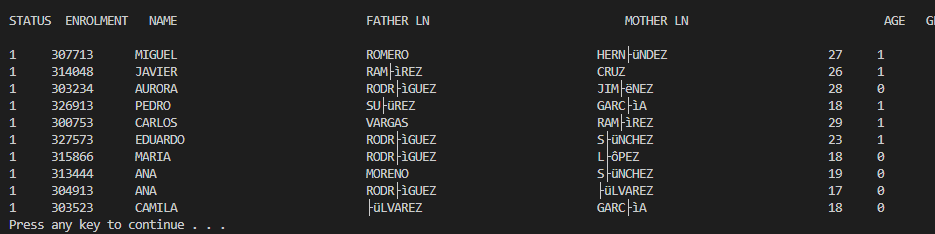 STATUS ENROLMENT NAME FATHER LN MOTHER LN AGE
1 307713 MIGUEL ROMERO HERN├üNDEZ 27 1
1 314048 JAVIER RAM├ìREZ CRUZ 26 1
1 303234 AURORA RODR├ìGUEZ JIM├ëNEZ 28 0
1 326913 PEDRO SU├üREZ GARC├ìA 18 1
1 300753 CARLOS VARGAS RAM├ìREZ 29 1
1 327573 EDUARDO RODR├ìGUEZ S├üNCHEZ 23 1
1 315866 MARIA RODR├ìGUEZ L├ôPEZ 18 0
1 313444 ANA MORENO S├üNCHEZ 19 0
1 304913 ANA RODR├ìGUEZ ├üLVAREZ 17 0
1 303523 CAMILA ├üLVAREZ GARC├ìA 18 0
Press any key to continue . . .